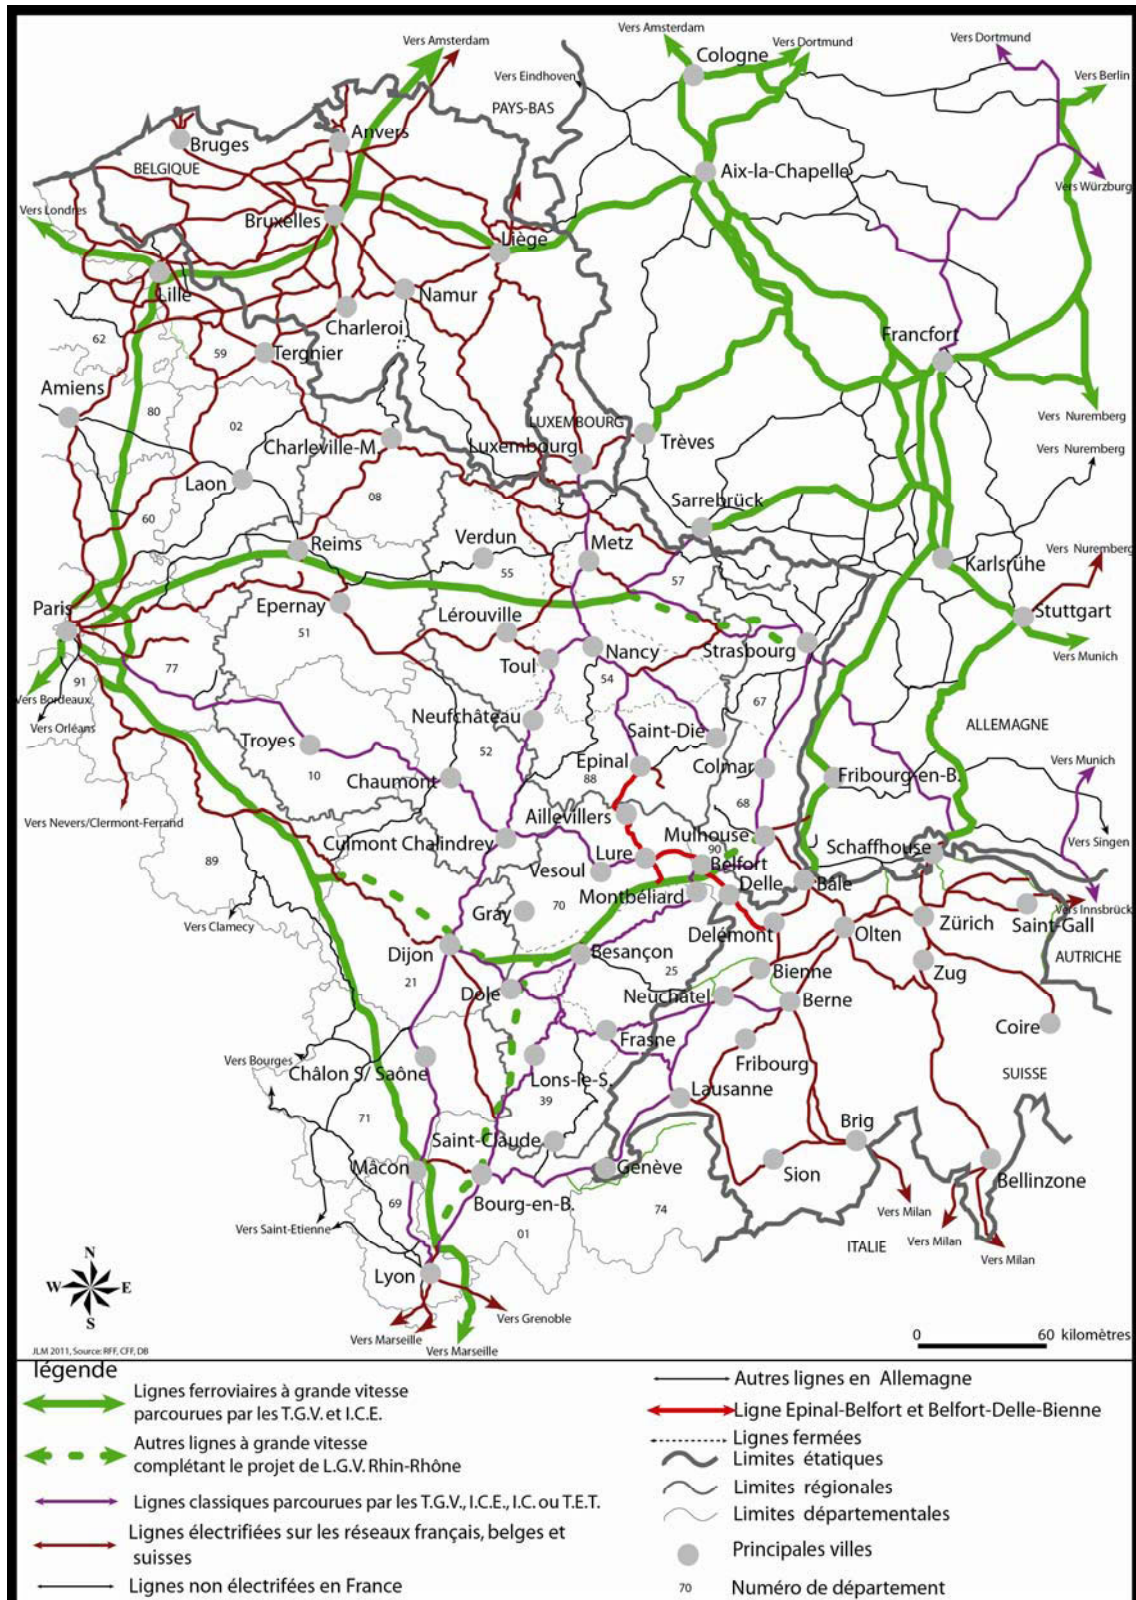 Vers Amsterdam
Vers Amsterdam
Cologne
Vers Dortmund
Vers Dortmund
Vers Eindhoven
Vers Berlin
PAYS-BAS
Anvers
Bruges
BELGIQUE
Aix-la-Chapelle
Vers Würzburg
Vers Londres
Bruxelles
Liège
Lille
Namur
Charleroi
62
59
Tergnier
Francfort
Amiens
80
02
LUXEMBOURG
Vers Nuremberg
Charleville-M.
Luxembourg
Trèves
Vers Nuremberg
Laon
08
Sarrebrück
60
Reims
Verdun
Metz
Vers Nuremberg
55
57
Karlsrühe
Paris
Epernay
Lérouville
Stuttgart
51
Nancy
Strasbourg
77
Toul
Vers Munich
91
54
Vers Bordeaux
67
Vers Orléans
Neufchâteau
Saint-Die
ALLEMAGNE
Troyes
52
Epinal
Colmar
Vers Munich
10
Chaumont
88
Fribourg-en-B.
68
Aillevillers
Vers Nevers/Clermont-Ferrand
Culmont Chalindrey
Mulhouse
Schaffhouse
Vers Singen
90
Lure
Belfort
89
Vesoul
Delle
Bâle
Montbéliard
Gray
70
Saint-Gall
Vers Innsbrück
Vers Clamecy
Delémont
Olten
Zürich
Dijon
Besançon
AUTRICHE
21
25
Bienne
Zug
Dole
Neuchâtel
Berne
Coire
Frasne
Fribourg
Vers Bourges
Châlon S/ Saône
Lons-le-S.
SUISSE
39
Lausanne
71
Saint-Claude
Brig
Mâcon
Genève
Sion
Bellinzone
69
Bourg-en-B.
74
Vers Milan
Vers Saint-Etienne
01
ITALIE
Vers Milan
Vers Milan
N
W
E
S
Lyon
Vers Grenoble
Vers Marseille
Vers Marseille
0
60 kilomètres
JLM 2011, Source: RFF, CFF, DB
légende
Lignes ferroviaires à grande vitesse
parcourues par les T.G.V. et I.C.E.
Autres lignes à grande vitesse
complétant le projet de L.G.V. Rhin-Rhône
Lignes classiques parcourues par les T.G.V., I.C.E., I.C. ou T.E.T.
Lignes électrifiées sur les réseaux français, belges et
suisses
Lignes non électrifées en France
Autres lignes en Allemagne
Ligne Epinal-Belfort et Belfort-Delle-Bienne
Lignes fermées
Limites étatiques
Limites régionales
Limites départementales
Principales villes
70
Numéro de département